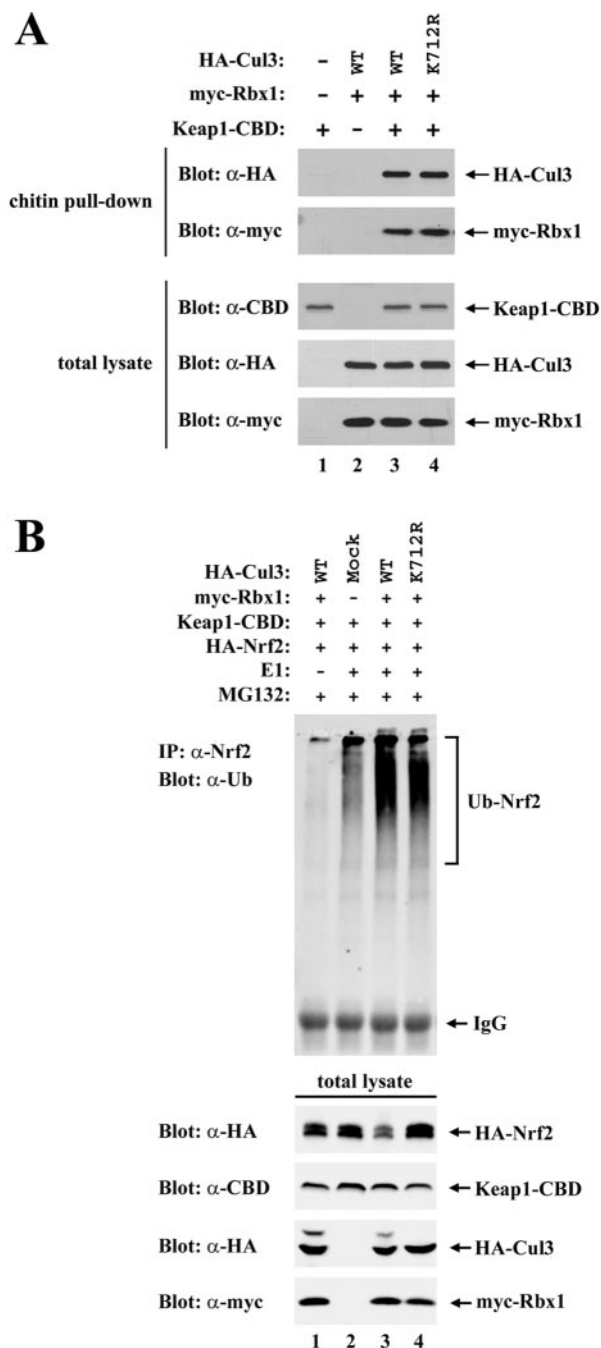 A
HA-Cul3: – WT WT K712R
myc-Rbx1: – + + +
Keap1-CBD: + – + +
chitin pull-down
Blot: α-HA ← HA-Cul3
Blot: α-myc ← myc-Rbx1
total lysate
Blot: α-CBD ← Keap1-CBD
Blot: α-HA ← HA-Cul3
Blot: α-myc ← myc-Rbx1
1 2 3 4
B
HA-Cul3: WT Mock WT K712R
myc-Rbx1: + – + +
Keap1-CBD: + + + +
HA-Nrf2: + + + +
E1: – + + +
MG132: + + + +
IP: α-Nrf2
Blot: α-Ub
Ub-Nrf2
← IgG
total lysate
Blot: α-HA ← HA-Nrf2
Blot: α-CBD ← Keap1-CBD
Blot: α-HA ← HA-Cul3
Blot: α-myc ← myc-Rbx1
1 2 3 4